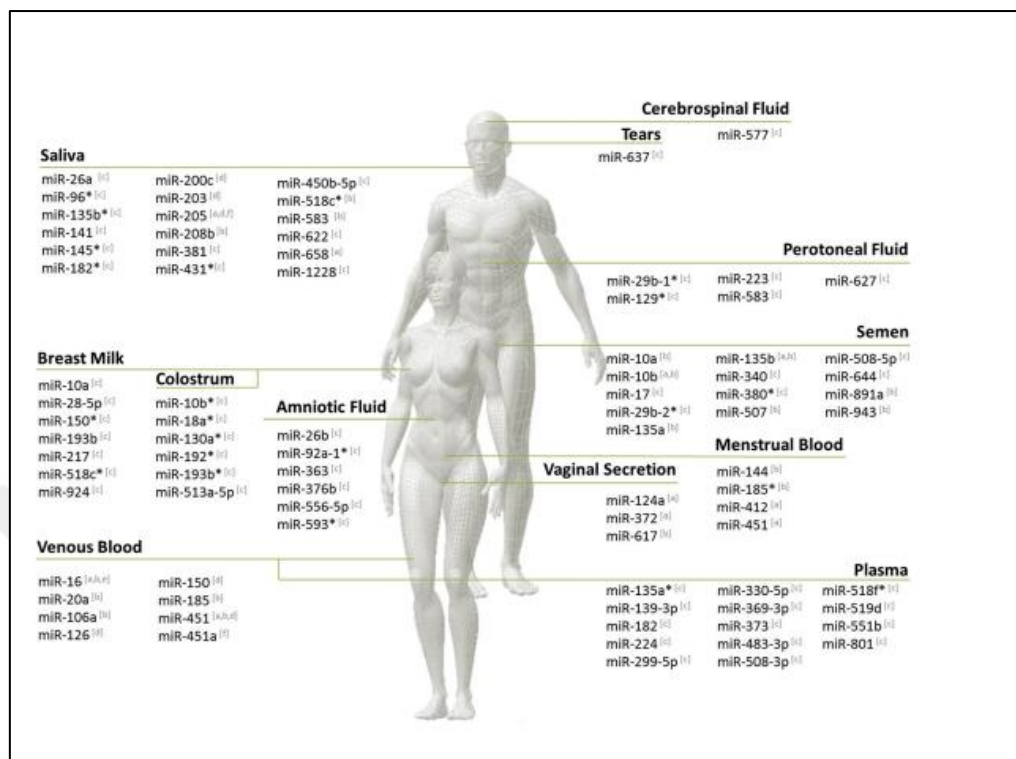 Cerebrospinal Fluid
miR-577 [c]
Tears
miR-637 [c]
Saliva
miR-26a [c]
miR-96* [c]
miR-135b* [c]
miR-141 [c]
miR-145* [c]
miR-182* [c]
miR-200c [d]
miR-203 [d]
miR-205 [a,d,f]
miR-208b [b]
miR-381 [c]
miR-431* [c]
miR-450b-5p [c]
miR-518c* [b]
miR-583 [b]
miR-622 [c]
miR-658 [a]
miR-1228 [c]
Perotoneal Fluid
miR-29b-1* [c]
miR-129* [c]
miR-223 [c]
miR-583 [c]
miR-627 [c]
Semen
miR-10a [b]
miR-10b [a,b]
miR-17 [c]
miR-29b-2* [c]
miR-135a [b]
miR-135b [a,b]
miR-340 [c]
miR-380* [c]
miR-507 [b]
miR-508-5p [c]
miR-644 [c]
miR-891a [b]
miR-943 [b]
Breast Milk
miR-10a [c]
miR-28-5p [c]
miR-150* [c]
miR-193b [c]
miR-217 [c]
miR-518c* [c]
miR-924 [c]
Colostrum
miR-10b* [c]
miR-18a* [c]
miR-130a* [c]
miR-192* [c]
miR-193b* [c]
miR-513a-5p [c]
Amniotic Fluid
miR-26b [c]
miR-92a-1* [c]
miR-363 [c]
miR-376b [c]
miR-556-5p [c]
miR-593* [c]
Menstrual Blood
miR-144 [b]
miR-185* [b]
miR-412 [a]
miR-451 [a]
Vaginal Secretion
miR-124a [a]
miR-372 [a]
miR-617 [b]
Venous Blood
miR-16 [a,b,e]
miR-20a [b]
miR-106a [b]
miR-126 [d]
miR-150 [d]
miR-185 [b]
miR-451 [a,b,d]
miR-451a [f]
Plasma
miR-135a* [c]
miR-139-3p [c]
miR-182 [c]
miR-224 [c]
miR-299-5p [c]
miR-330-5p [c]
miR-369-3p [c]
miR-373 [c]
miR-483-3p [c]
miR-508-3p [c]
miR-518f* [c]
miR-519d [c]
miR-551b [c]
miR-801 [c]